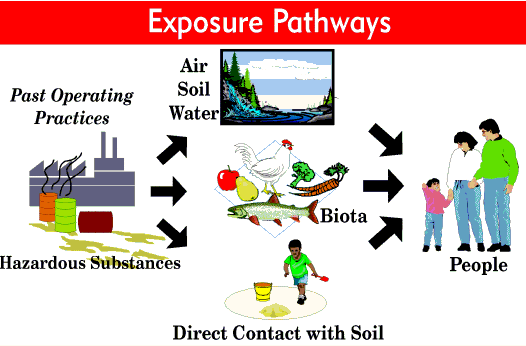 Exposure Pathways
Air
Soil
Water
Past Operating
Practices
Biota
Hazardous Substances
People
Direct Contact with Soil